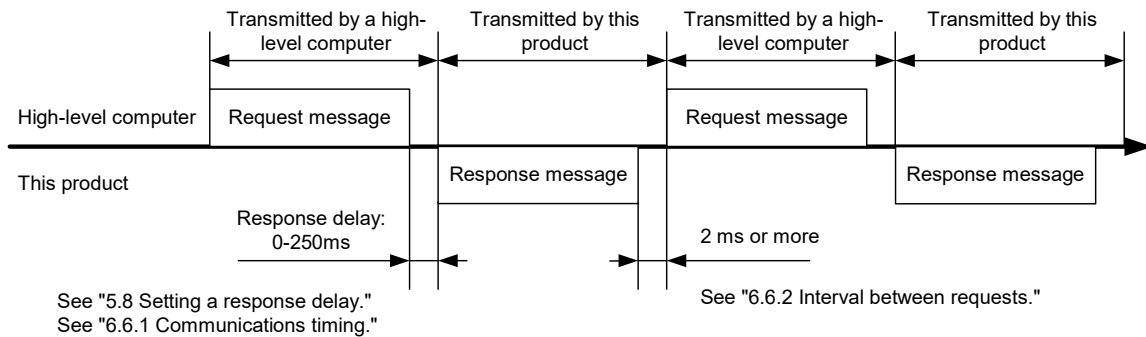 Transmitted by a high-
level computer
Transmitted by this
product
Transmitted by a high-
level computer
Transmitted by this
product
High-level computer
Request message
Request message
This product
Response message
Response message
Response delay:
0-250ms
2 ms or more
See "5.8 Setting a response delay."
See "6.6.1 Communications timing."
See "6.6.2 Interval between requests."